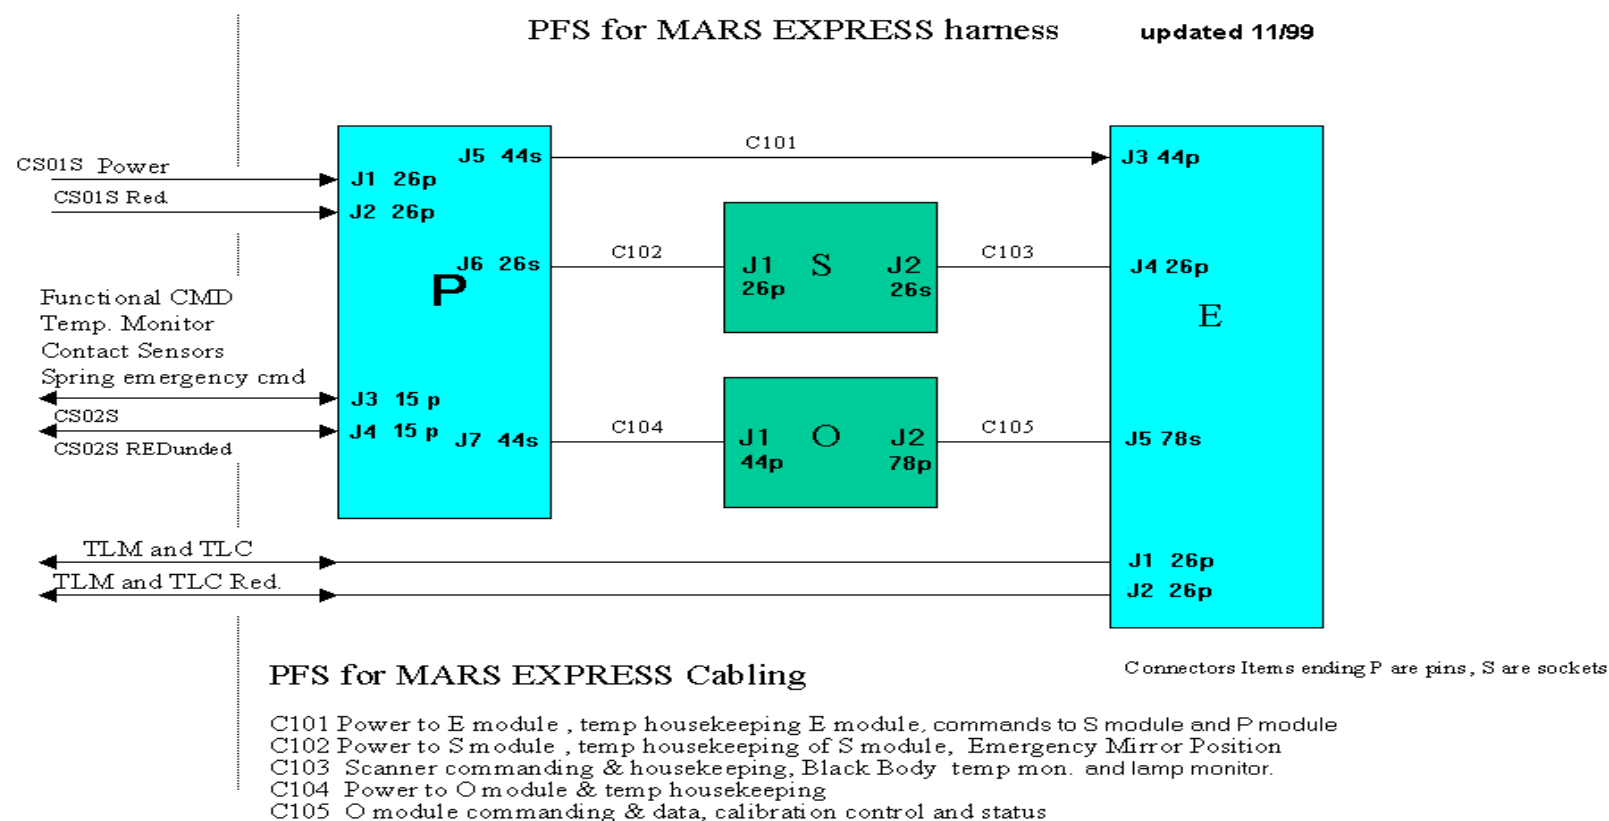 PFS for MARS EXPRESS harness
updated 11/99
CS01S Power
CS01S Red.
Functional CMD
Temp. Monitor
Contact Sensors
Spring emergency cmd
CS02S
CS02S REDunded
TLM and TLC
TLM and TLC Red.
J5 44s
J1 26p
J2 26p
J6 26s
P
J3 15 p
J4 15 p
J7 44s
C101
C102
J1 S J2
26p 26s
C103
C104
J1 O J2
44p 78p
C105
J3 44p
J4 26p
E
J5 78s
J1 26p
J2 26p
Connectors Items ending P are pins, S are sockets
PFS for MARS EXPRESS Cabling
C101 Power to E module , temp housekeeping E module, commands to S module and P module
C102 Power to S module , temp housekeeping of S module, Emergency Mirror Position
C103 Scanner commanding & housekeeping, Black Body temp mon. and lamp monitor.
C104 Power to O module & temp housekeeping
C105 O module commanding & data, calibration control and status